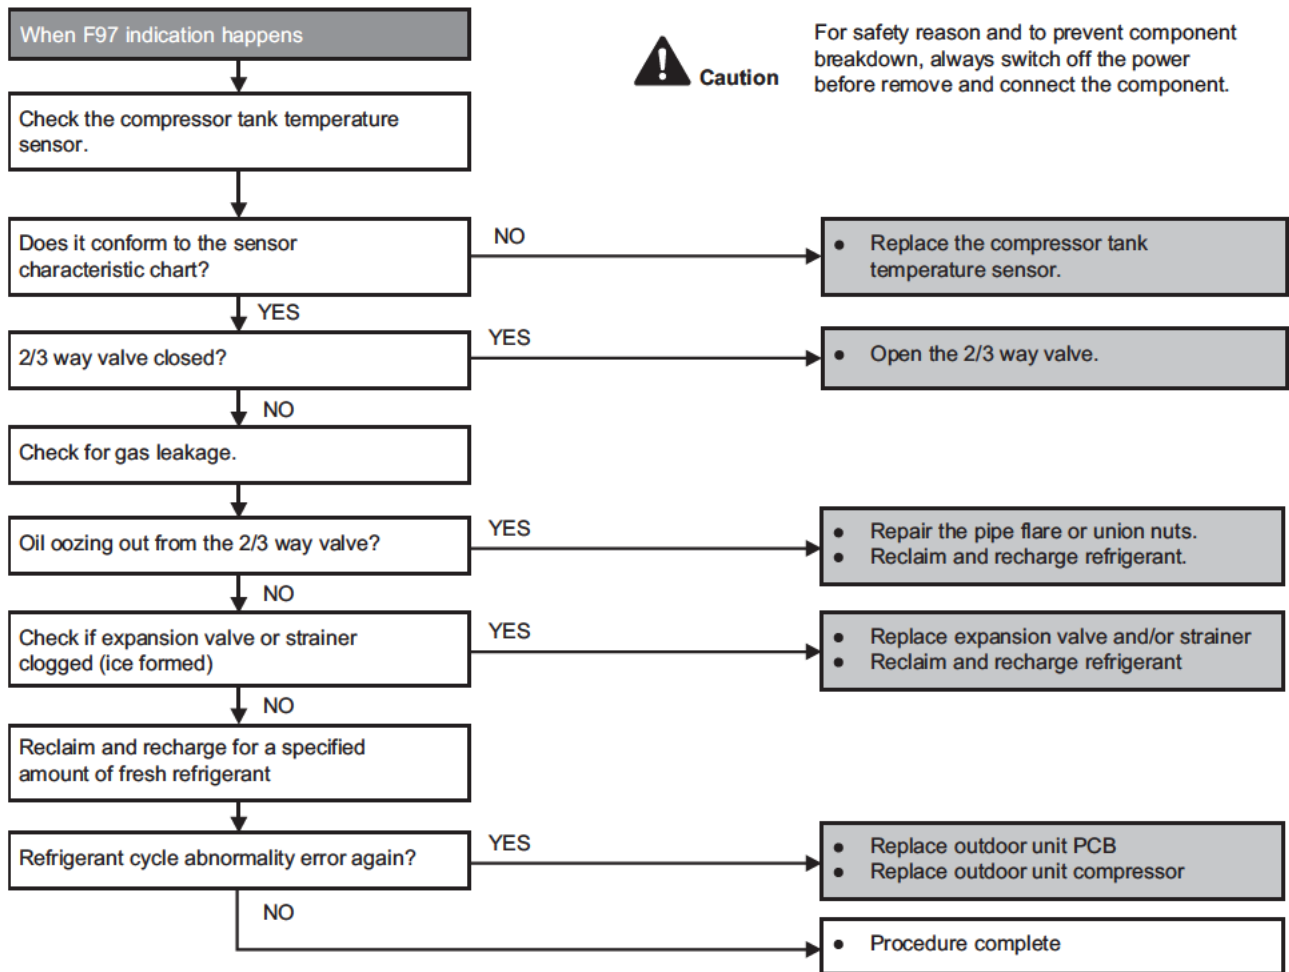 When F97 indication happens
For safety reason and to prevent component
breakdown, always switch off the power
before remove and connect the component.
Caution
Check the compressor tank temperature
sensor.
Does it conform to the sensor
characteristic chart?
NO
● Replace the compressor tank
temperature sensor.
YES
2/3 way valve closed?
YES
● Open the 2/3 way valve.
NO
Check for gas leakage.
Oil oozing out from the 2/3 way valve?
YES
● Repair the pipe flare or union nuts.
● Reclaim and recharge refrigerant.
NO
Check if expansion valve or strainer
clogged (ice formed)
YES
● Replace expansion valve and/or strainer
● Reclaim and recharge refrigerant
NO
Reclaim and recharge for a specified
amount of fresh refrigerant
Refrigerant cycle abnormality error again?
YES
● Replace outdoor unit PCB
● Replace outdoor unit compressor
NO
● Procedure complete